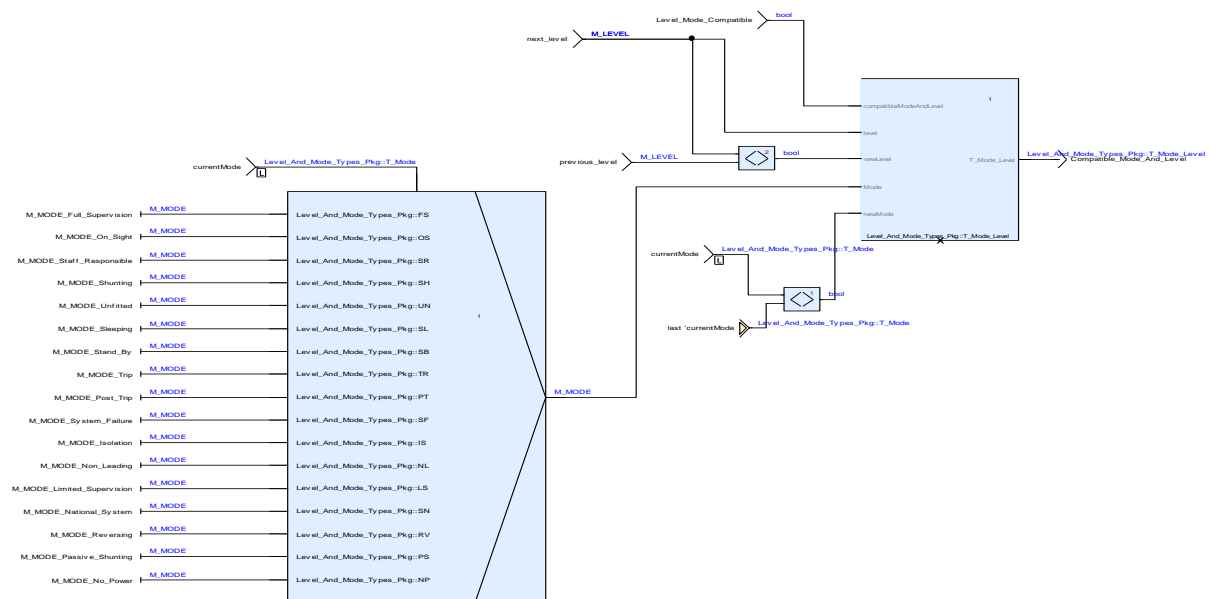 Level_Mode_Compatible bool
next_level M_LEVEL
compatibleModeAndLevel 1
level
previous_level M_LEVEL <> 2 bool newLevel T_Mode_Level Level_And_Mode_Types_Pkg::T_Mode_Level
Compatible_Mode_And_Level
currentMode Level_And_Mode_Types_Pkg::T_Mode
L
Mode
newMode
Level_And_Mode_Types_Pkg::T_Mode_Level
currentMode Level_And_Mode_Types_Pkg::T_Mode
L
<> 1 bool
last 'currentMode Level_And_Mode_Types_Pkg::T_Mode
M_MODE_Full_Supervision M_MODE Level_And_Mode_Types_Pkg::FS
M_MODE_On_Sight M_MODE Level_And_Mode_Types_Pkg::OS
M_MODE_Staff_Responsible M_MODE Level_And_Mode_Types_Pkg::SR
M_MODE_Shunting M_MODE Level_And_Mode_Types_Pkg::SH
M_MODE_Unfitted M_MODE Level_And_Mode_Types_Pkg::UN
1
M_MODE_Sleeping M_MODE Level_And_Mode_Types_Pkg::SL
M_MODE_Stand_By M_MODE Level_And_Mode_Types_Pkg::SB
M_MODE_Trip M_MODE Level_And_Mode_Types_Pkg::TR
M_MODE_Post_Trip M_MODE Level_And_Mode_Types_Pkg::PT M_MODE
M_MODE_System_Failure M_MODE Level_And_Mode_Types_Pkg::SF
M_MODE_Isolation M_MODE Level_And_Mode_Types_Pkg::IS
M_MODE_Non_Leading M_MODE Level_And_Mode_Types_Pkg::NL
M_MODE_Limited_Supervision M_MODE Level_And_Mode_Types_Pkg::LS
M_MODE_National_System M_MODE Level_And_Mode_Types_Pkg::SN
M_MODE_Reversing M_MODE Level_And_Mode_Types_Pkg::RV
M_MODE_Passive_Shunting M_MODE Level_And_Mode_Types_Pkg::PS
M_MODE_No_Power M_MODE Level_And_Mode_Types_Pkg::NP